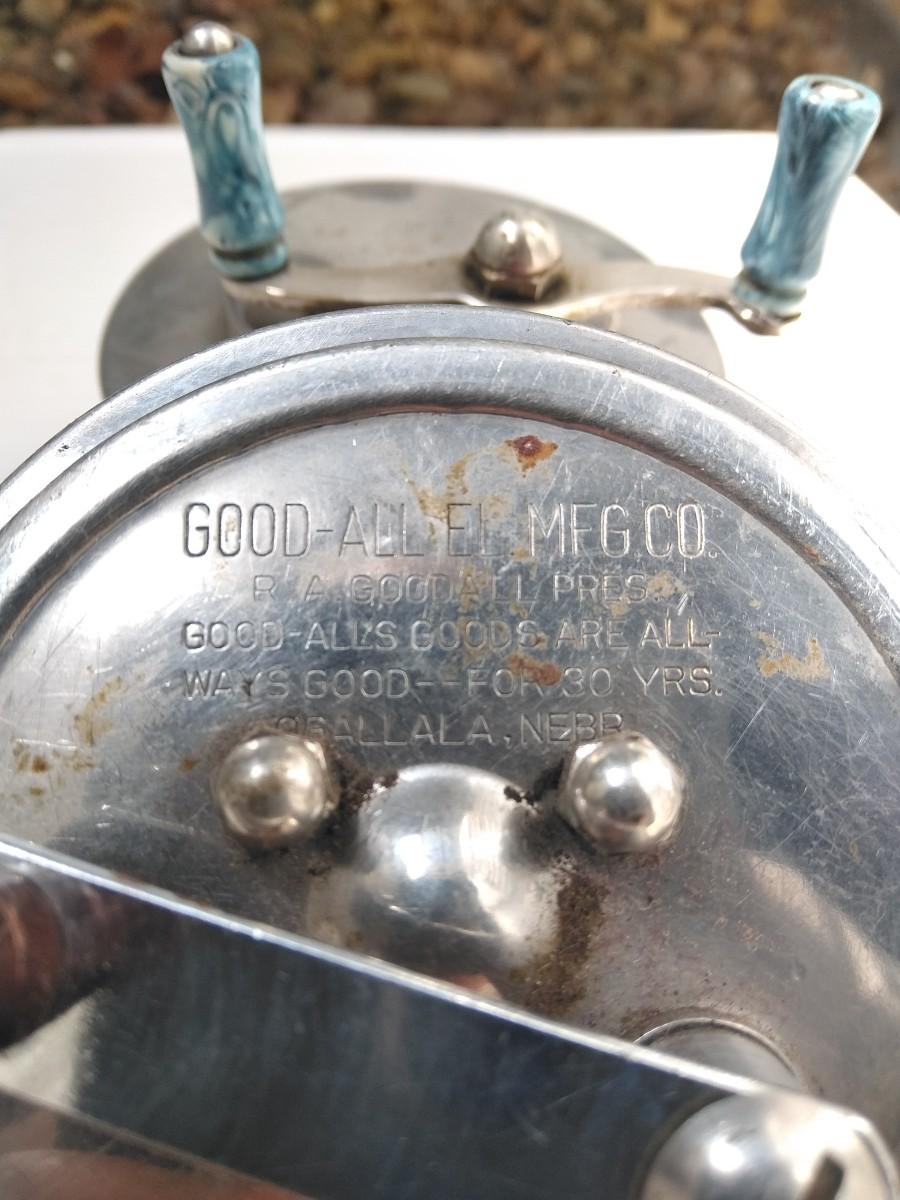 GOOD-ALL EL. MFG.CO.
R A GOODALL PRES.
GOOD-ALL'S GOODS ARE ALL-
WAYS GOOD--FOR 30 YRS.
OGALLALA, NEBR.